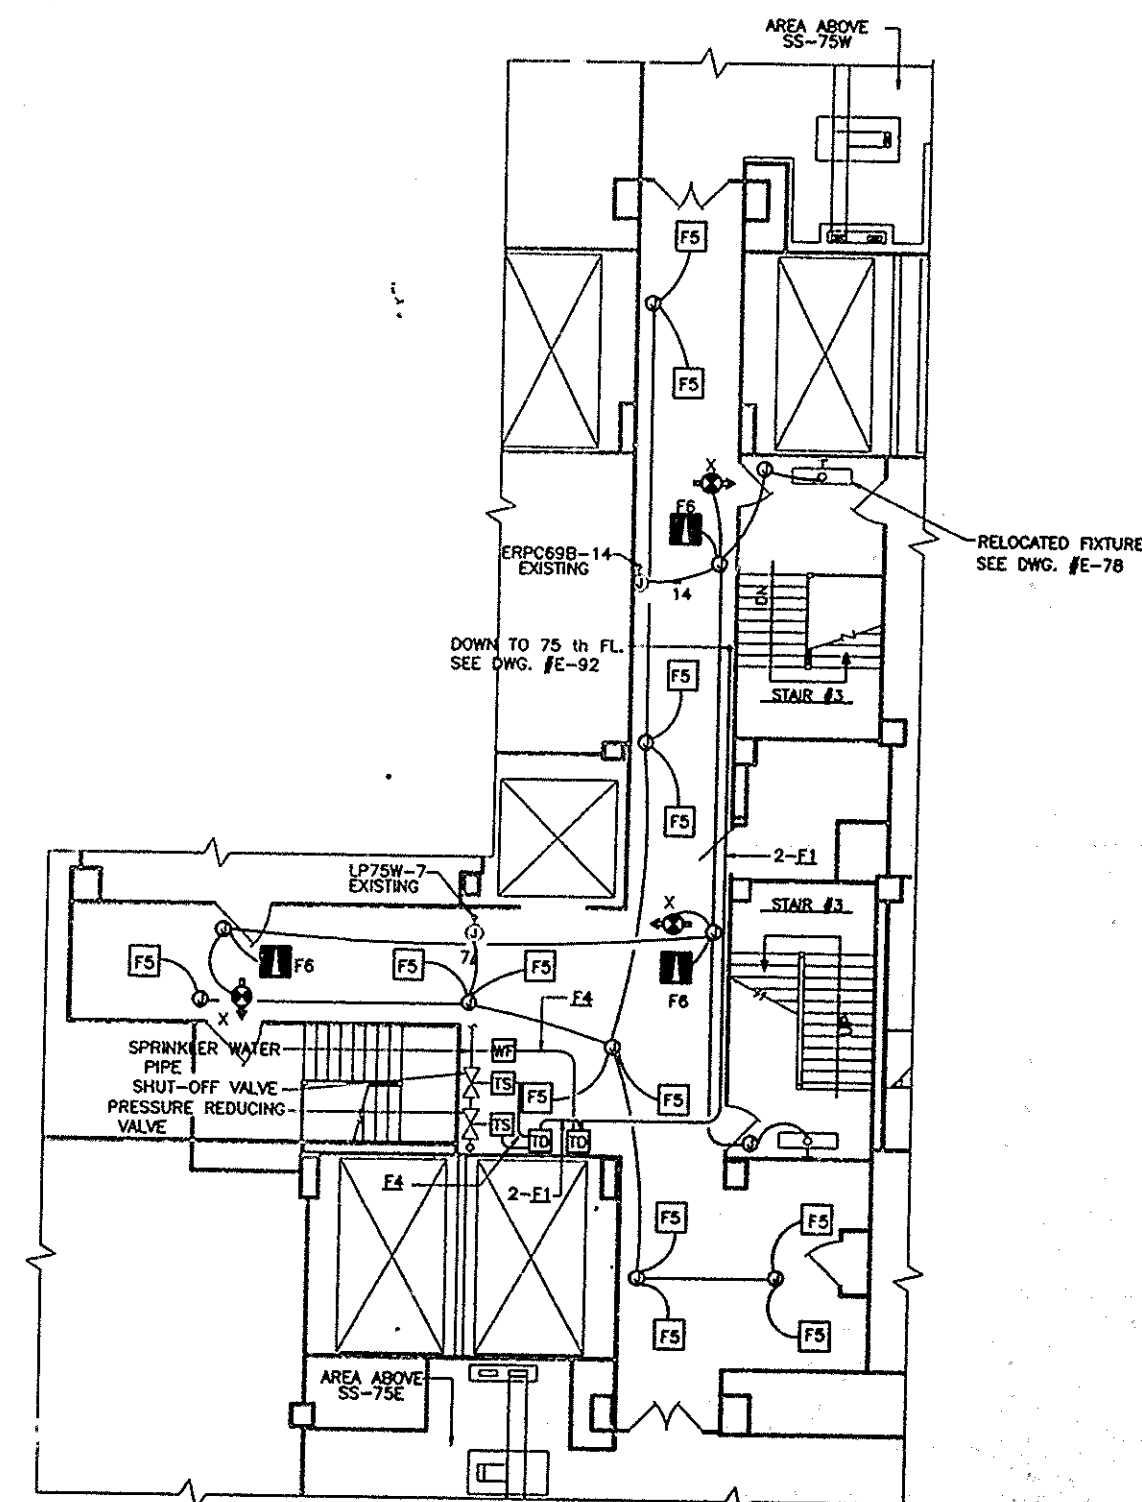 AREA ABOVE
SS-75W
F5
J
F5
X
J
F6
ERPC69B-14
EXISTING
J
J
14
RELOCATED FIXTURE
SEE DWG. #E-78
DN
DOWN TO 75 th FL.
SEE DWG. #E-92
F5
STAIR #3
J
F5
2-F1
LP75W-7
EXISTING
STAIR #3
X
J
J
J
7
F5
F6
F5
F5
F6
J
X
J
F4
SPRINKLER WATER
PIPE
WF
J
SHUT-OFF VALVE
TS
F5
F5
PRESSURE REDUCING
VALVE
TS
TD
TD
J
F4
2-F1
F5
F5
J
J
F5
F5
AREA ABOVE
SS-75E